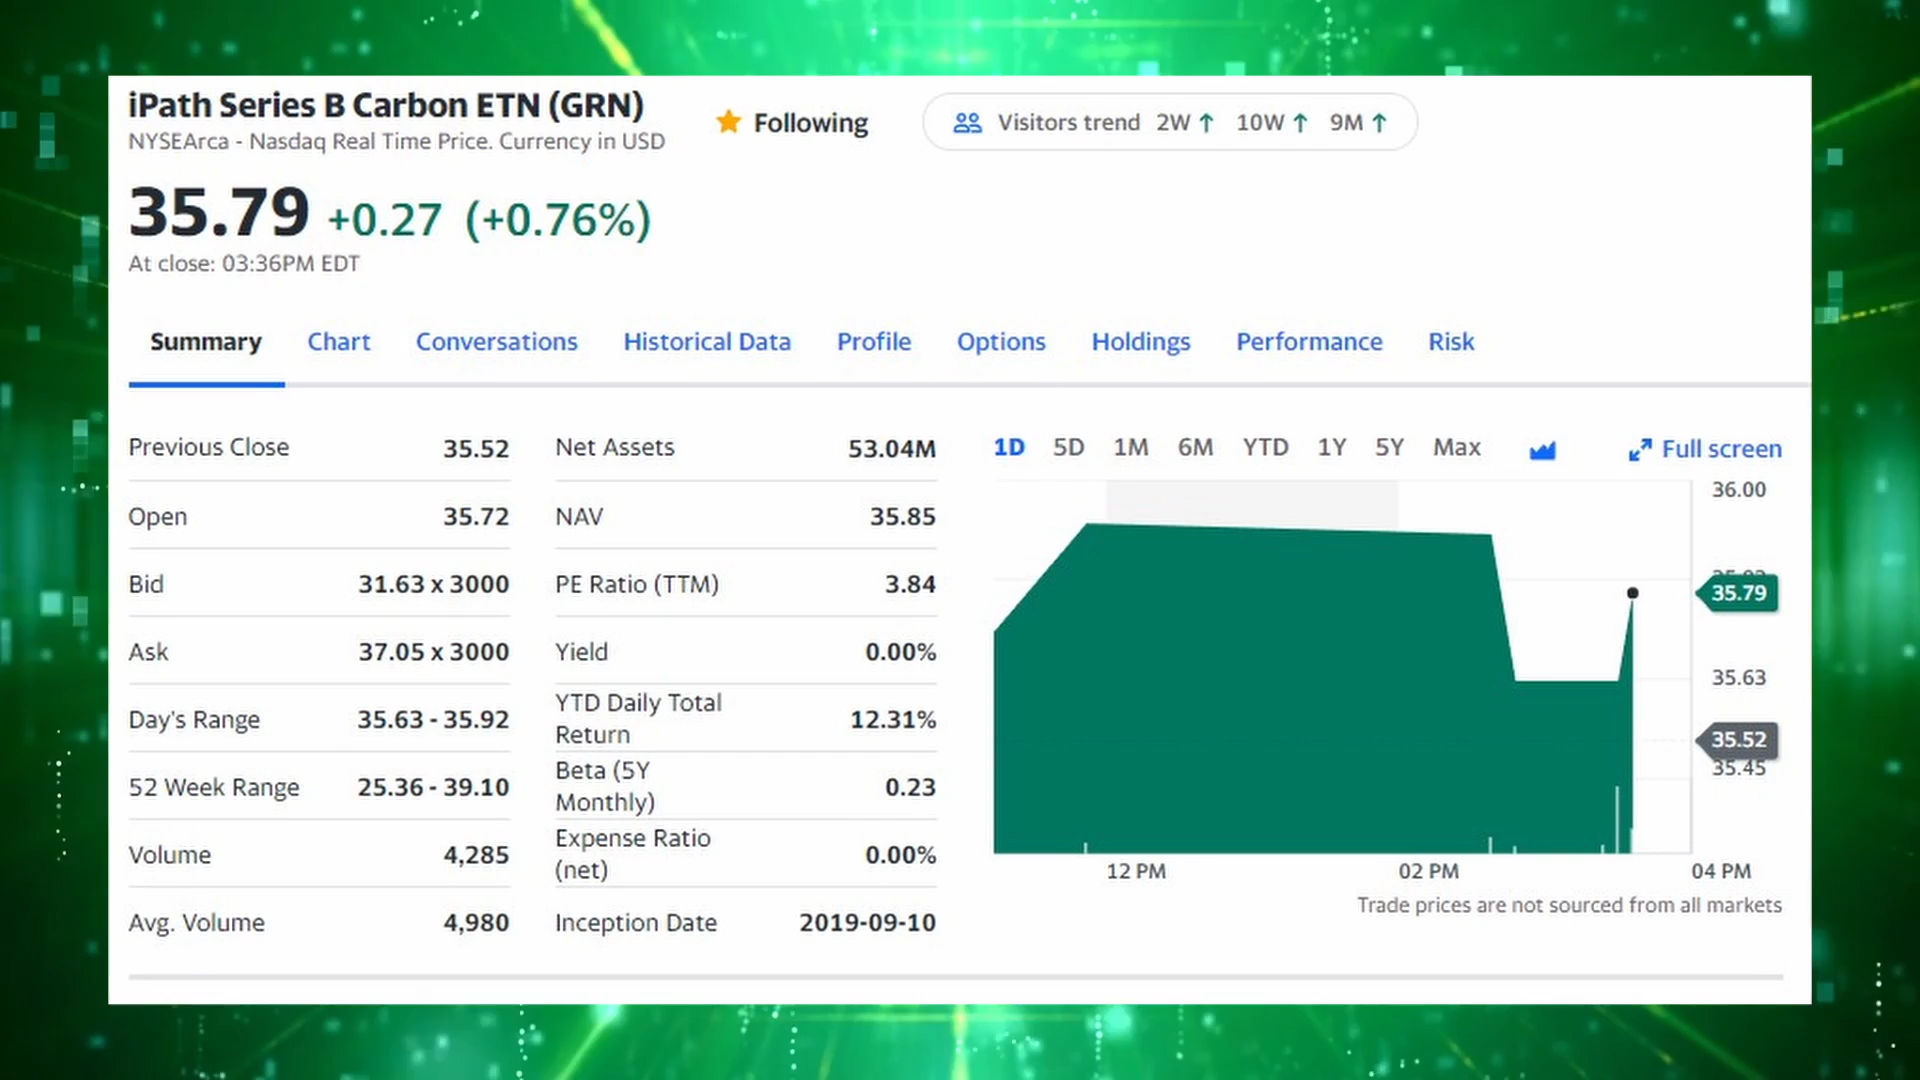 iPath Series B Carbon ETN (GRN)
NYSEArca - Nasdaq Real Time Price. Currency in USD
Following
Visitors trend 2W↑ 10W↑ 9M↑
35.79 +0.27 (+0.76%)
At close: 03:36PM EDT
Summary Chart Conversations Historical Data Profile Options Holdings Performance Risk
Previous Close 35.52
Open 35.72
Bid 31.63 x 3000
Ask 37.05 x 3000
Day's Range 35.63 - 35.92
52 Week Range 25.36 - 39.10
Volume 4,285
Avg. Volume 4,980
Net Assets 53.04M
NAV 35.85
PE Ratio (TTM) 3.84
Yield 0.00%
YTD Daily Total
Return 12.31%
Beta (5Y
Monthly) 0.23
Expense Ratio
(net) 0.00%
Inception Date 2019-09-10
1D 5D 1M 6M YTD 1Y 5Y Max Full screen
36.00
35.79
35.63
35.52
35.45
12 PM 02 PM 04 PM
Trade prices are not sourced from all markets